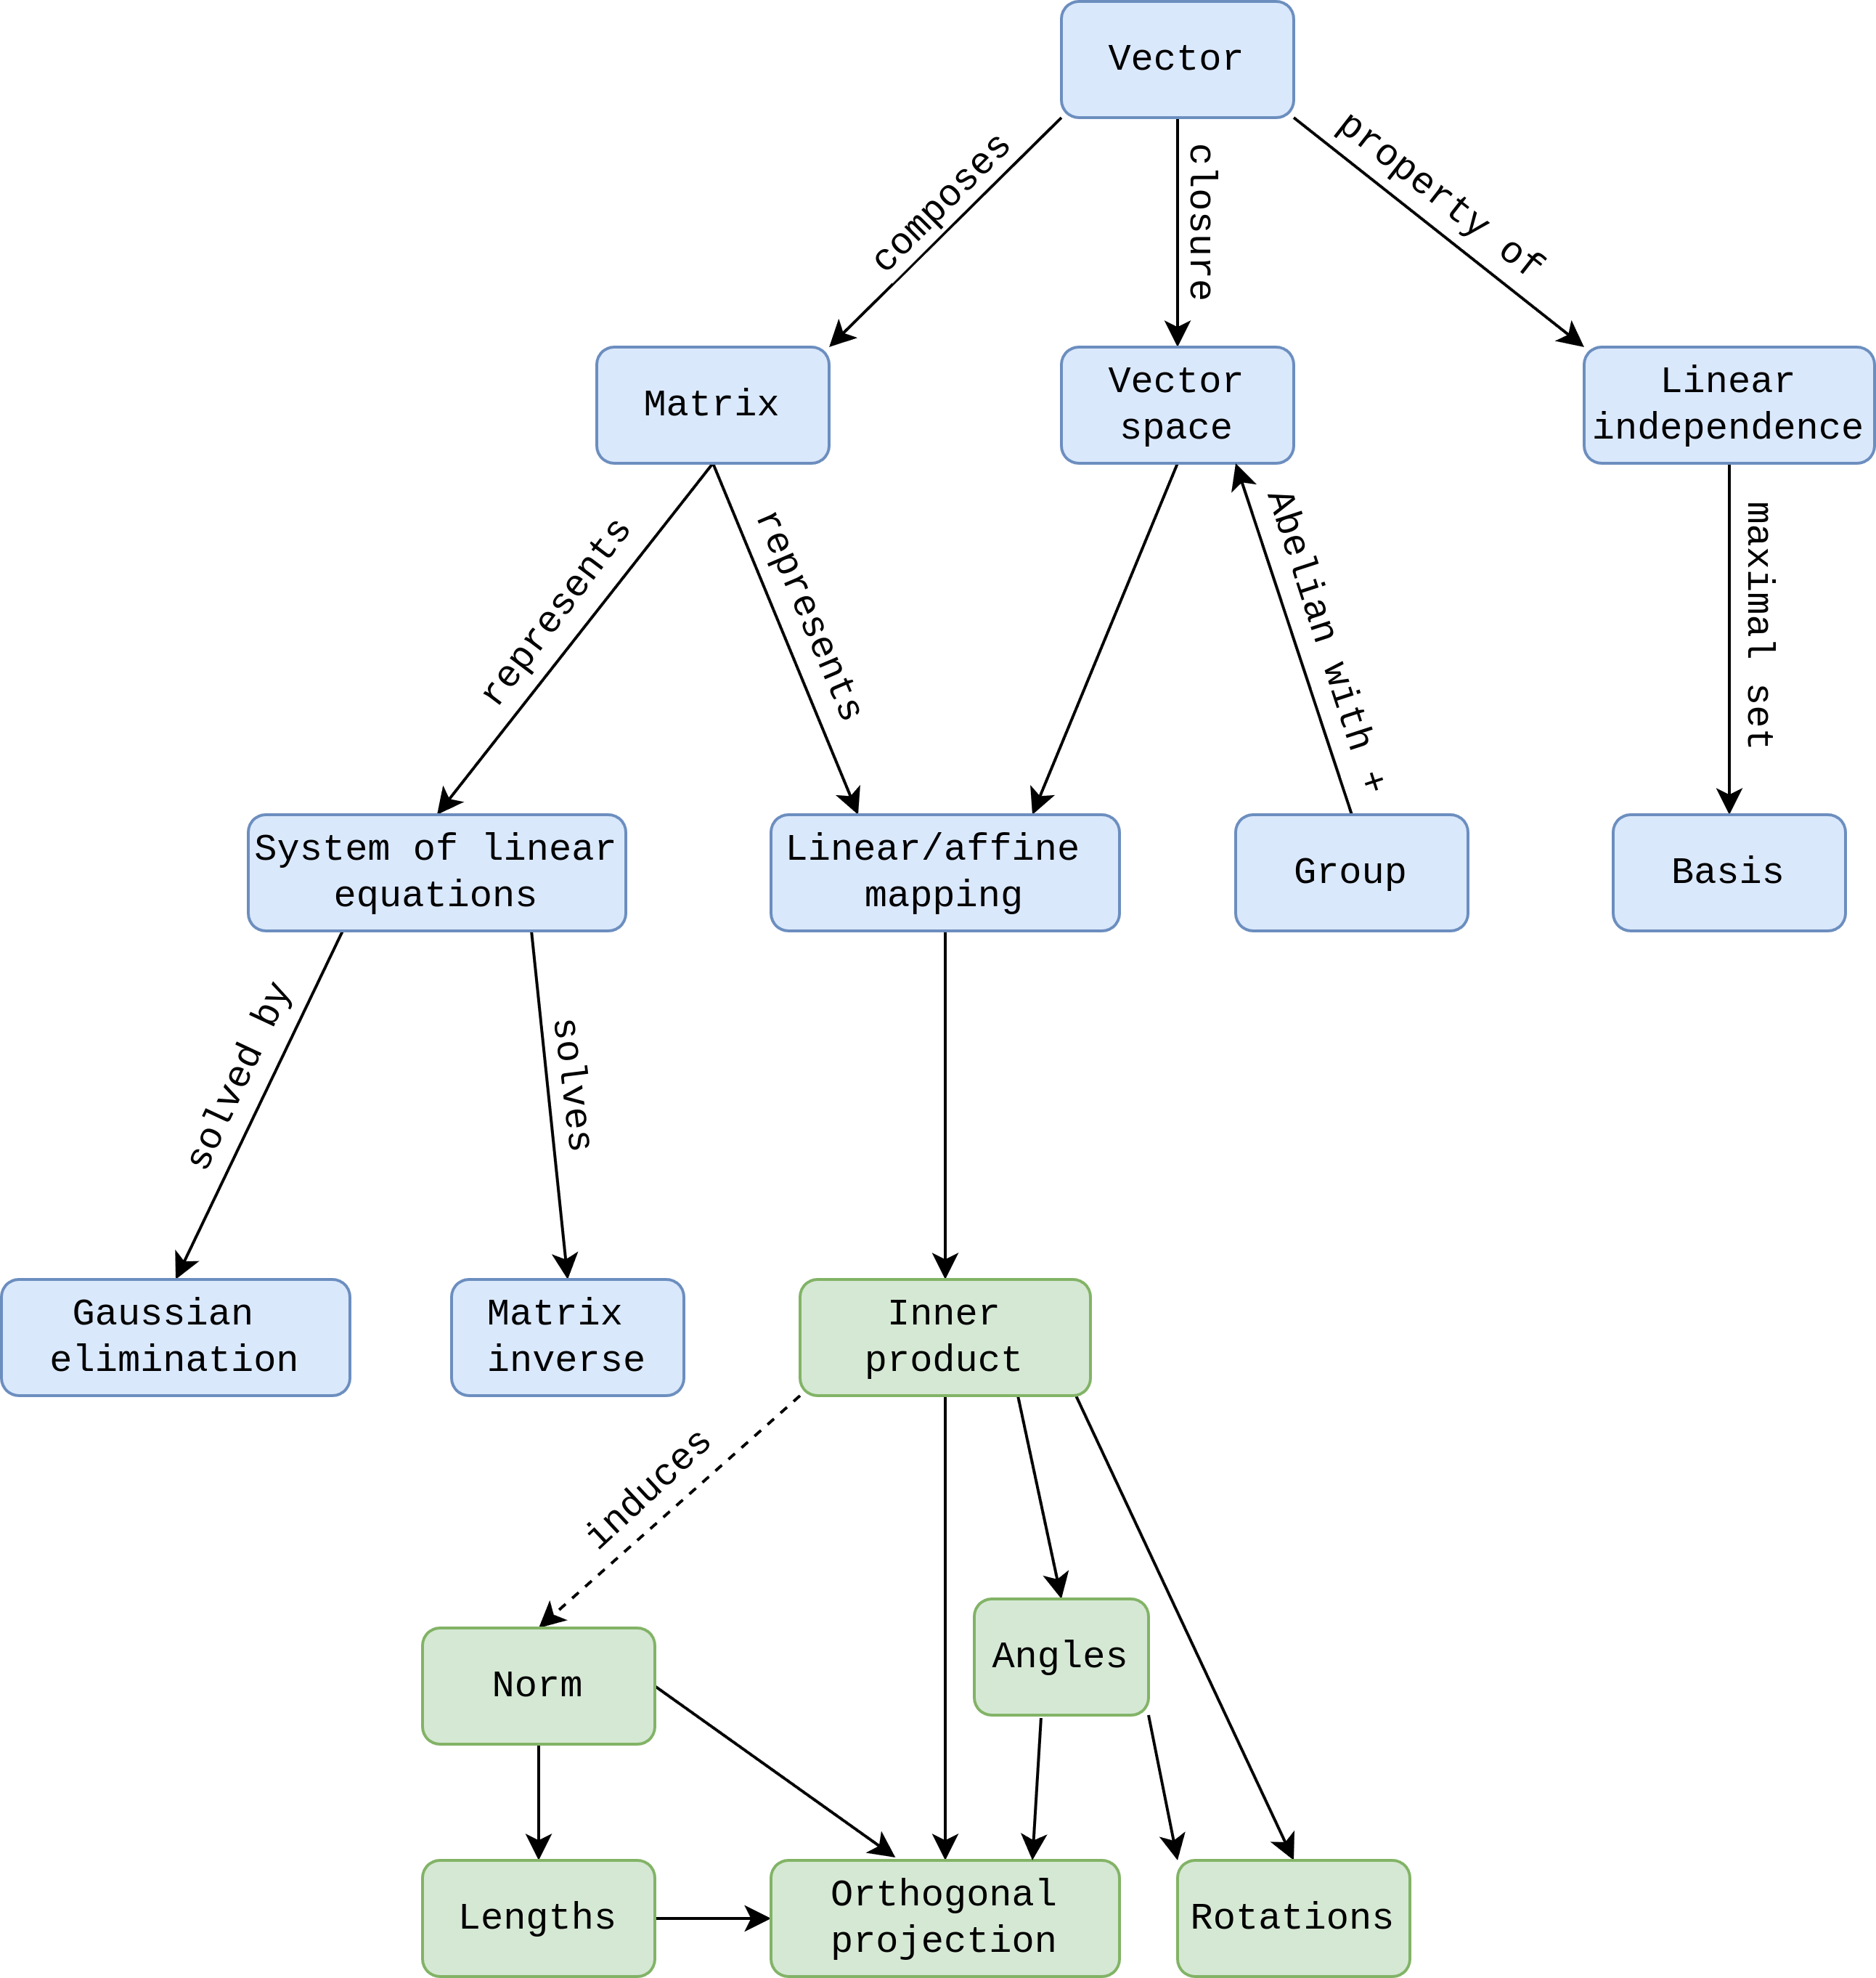 Vector
composes
closure
property of
Matrix
Vector
space
Linear
independence
represents
represents
Abelian with +
maximal set
System of linear
equations
Linear/affine
mapping
Group
Basis
solved by
solves
Gaussian
elimination
Matrix
inverse
Inner
product
induces
Angles
Norm
Lengths
Orthogonal
projection
Rotations